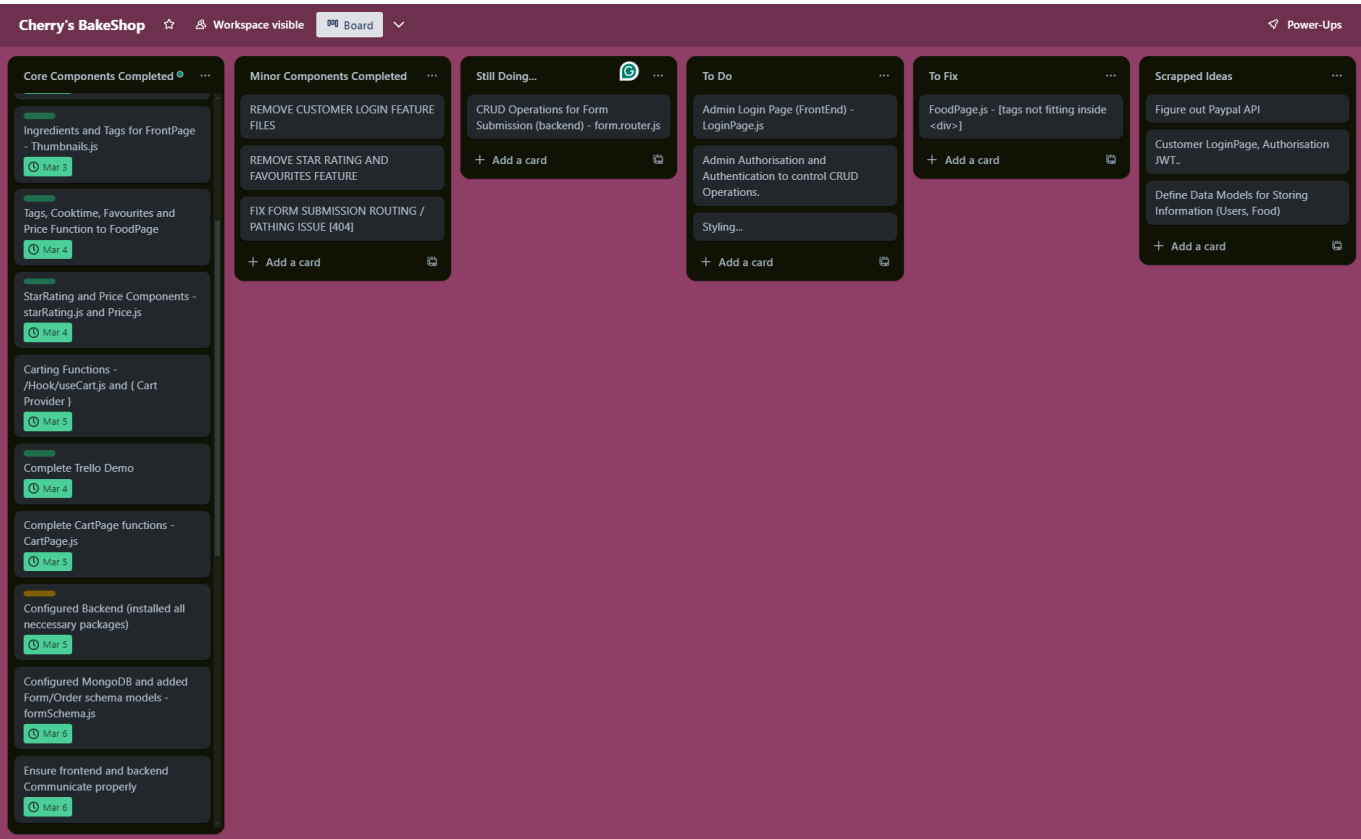 Cherry's BakeShop
Workspace visible
Board
Power-Ups
Core Components Completed
Ingredients and Tags for FrontPage
- Thumbnails.js
Mar 3
Tags, Cooktime, Favourites and
Price Function to FoodPage
Mar 4
StarRating and Price Components -
starRating.js and Price.js
Mar 4
Carting Functions -
/Hook/useCart.js and { Cart
Provider }
Mar 5
Complete Trello Demo
Mar 4
Complete CartPage functions -
CartPage.js
Mar 5
Configured Backend (installed all
neccessary packages)
Mar 5
Configured MongoDB and added
Form/Order schema models -
formSchema.js
Mar 6
Ensure frontend and backend
Communicate properly
Mar 6
Minor Components Completed
REMOVE CUSTOMER LOGIN FEATURE
FILES
REMOVE STAR RATING AND
FAVOURITES FEATURE
FIX FORM SUBMISSION ROUTING /
PATHING ISSUE [404]
+ Add a card
Still Doing...
G
CRUD Operations for Form
Submission (backend) - form.router.js
+ Add a card
To Do
Admin Login Page (FrontEnd) -
LoginPage.js
Admin Authorisation and
Authentication to control CRUD
Operations.
Styling...
+ Add a card
To Fix
FoodPage.js - [tags not fitting inside
<div>]
+ Add a card
Scrapped Ideas
Figure out Paypal API
Customer LoginPage, Authorisation
JWT..
Define Data Models for Storing
Information (Users, Food)
+ Add a card